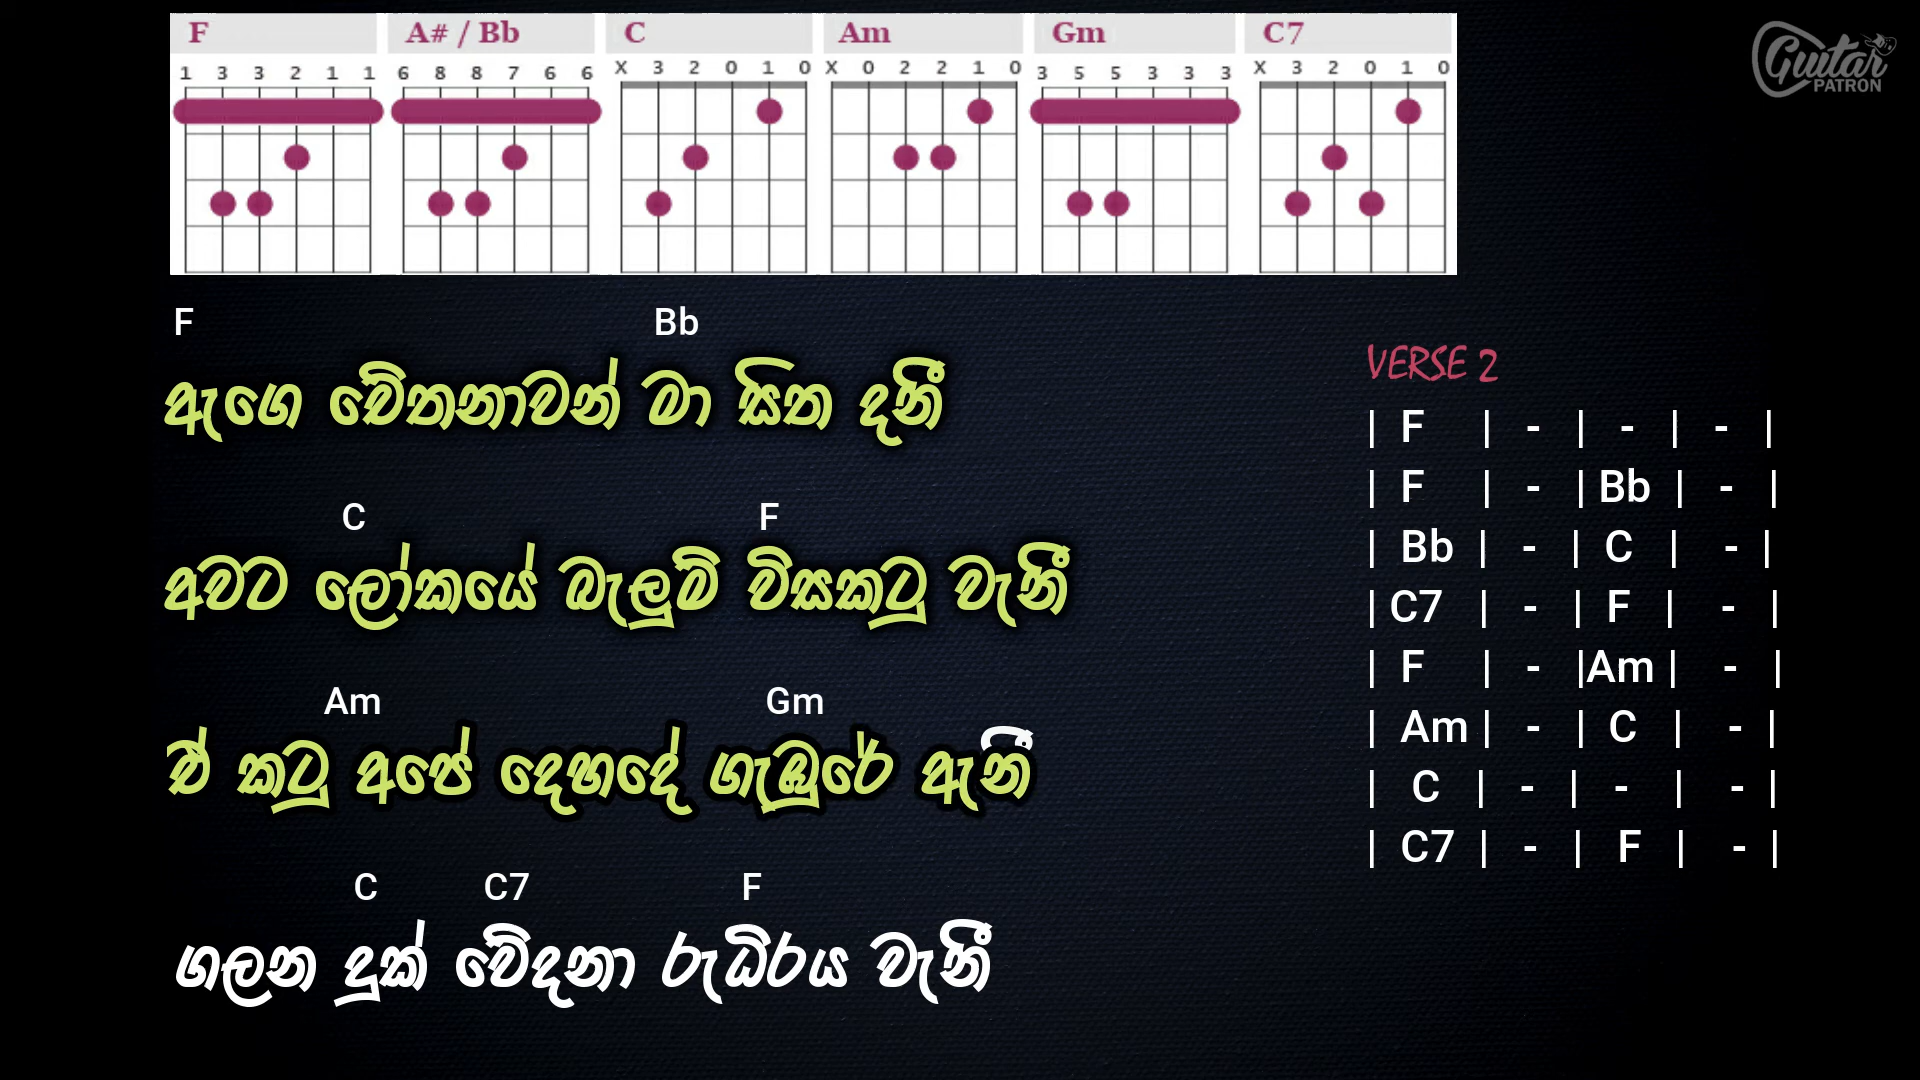 F A# / Bb C Am Gm C7
1 3 3 2 1 1 6 8 8 7 6 6 X 3 2 0 1 0 X 0 2 2 1 0 3 5 5 3 3 3 X 3 2 0 1 0
Guitar
PATRON
F Bb
ඇගෙ චේතනාවන් මා සිත දනී
C F
අවට ලෝකයේ බැලුම් විසකටු වැනී
Am Gm
ඒ කටු අපේ දෙහදේ ගැඹුරේ ඇනී
C C7 F
ගලන දුක් වේදනා රුධිරය වැනී
VERSE 2
| F | - | - | - |
| F | - | Bb | - |
| Bb | - | C | - |
| C7 | - | F | - |
| F | - |Am | - |
| Am | - | C | - |
| C | - | - | - |
| C7 | - | F | - |